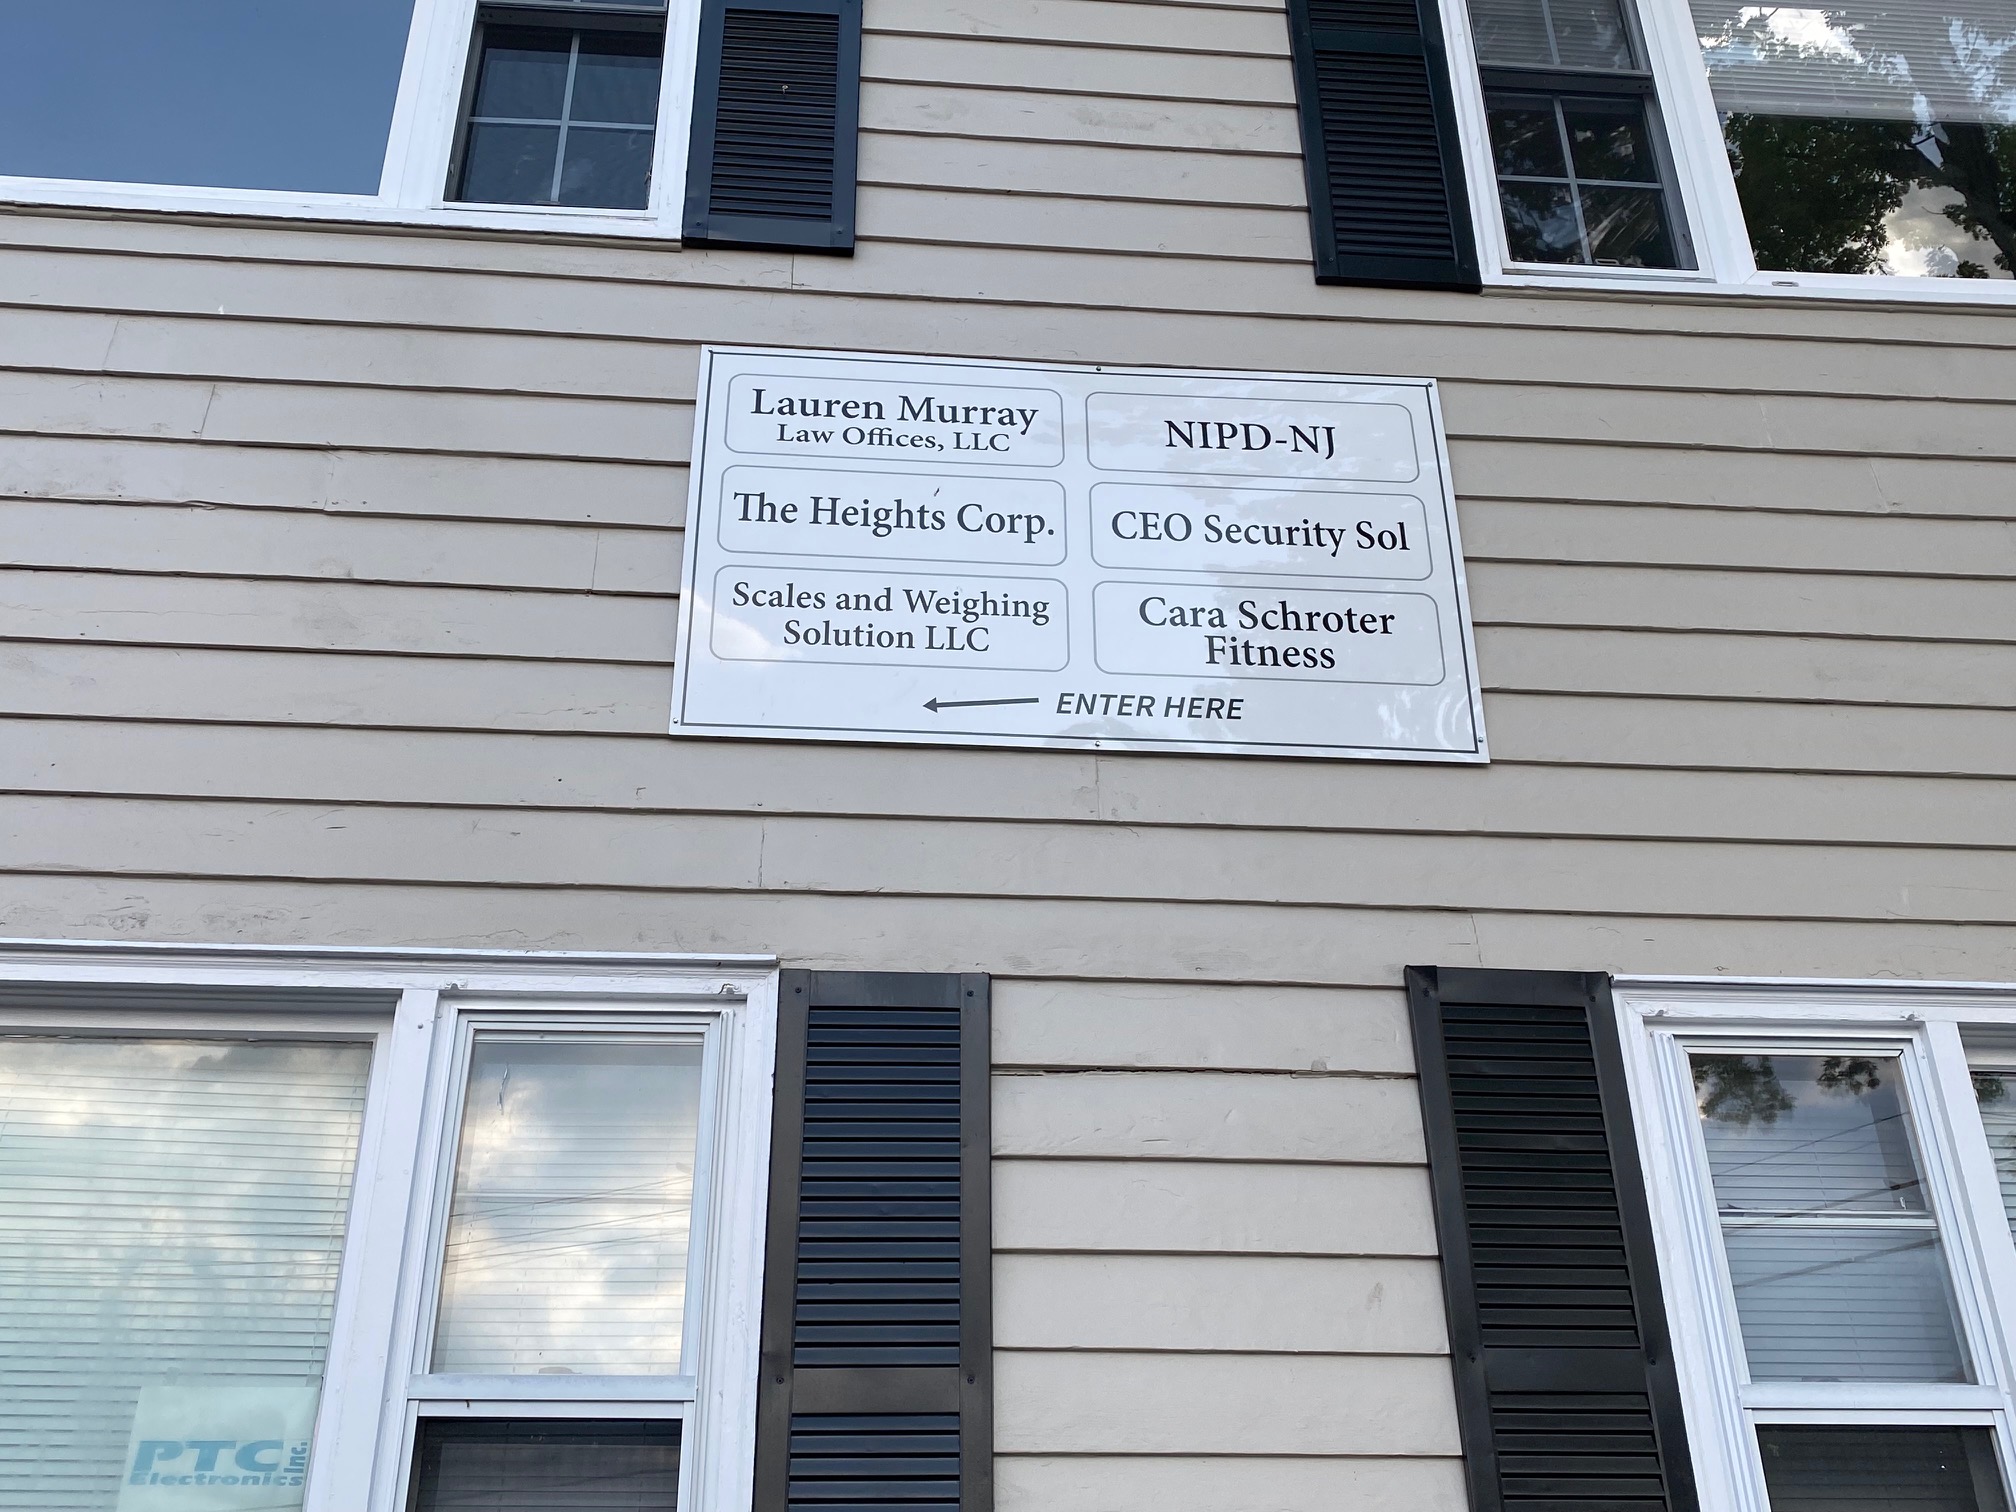 Lauren Murray
Law Offices, LLC
NIPD-NJ
The Heights Corp.
CEO Security Sol
Scales and Weighing
Solution LLC
Cara Schroter
Fitness
ENTER HERE
PTC Inc.
Electronics